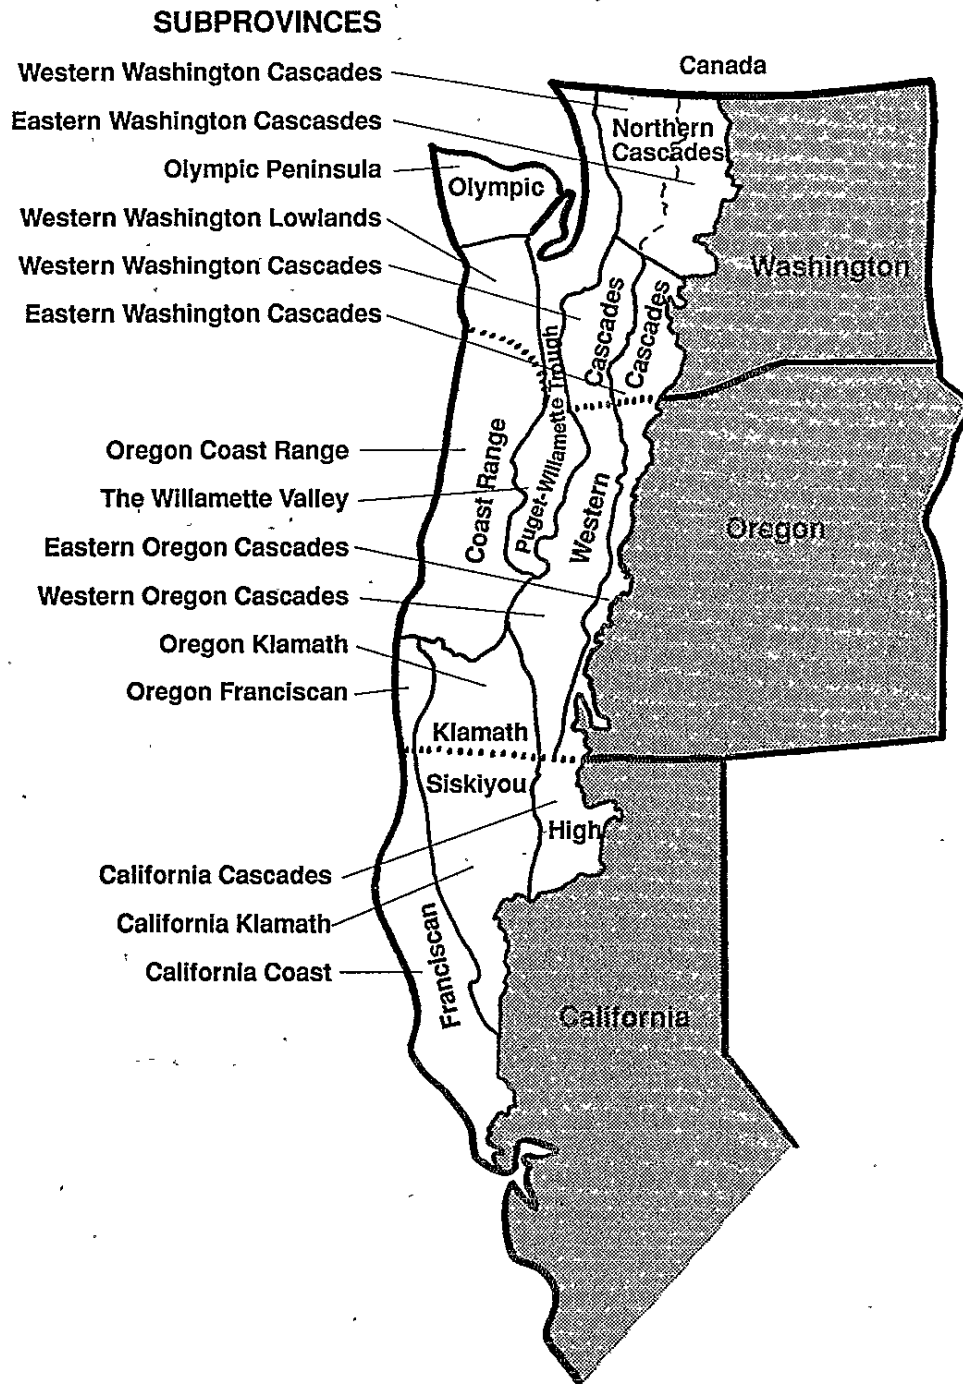 SUBPROVINCES
Western Washington Cascades
Eastern Washington Cascasdes
Olympic Peninsula
Western Washington Lowlands
Western Washington Cascades
Eastern Washington Cascades
Oregon Coast Range
The Willamette Valley
Eastern Oregon Cascades
Western Oregon Cascades
Oregon Klamath
Oregon Franciscan
California Cascades
California Klamath
California Coast
Canada
Northern
Cascades
Olympic
Washington
Cascades
Cascades
Puget-Willamette Trough
Coast Range
Western
Oregon
Klamath
Siskiyou
High
Franciscan
California